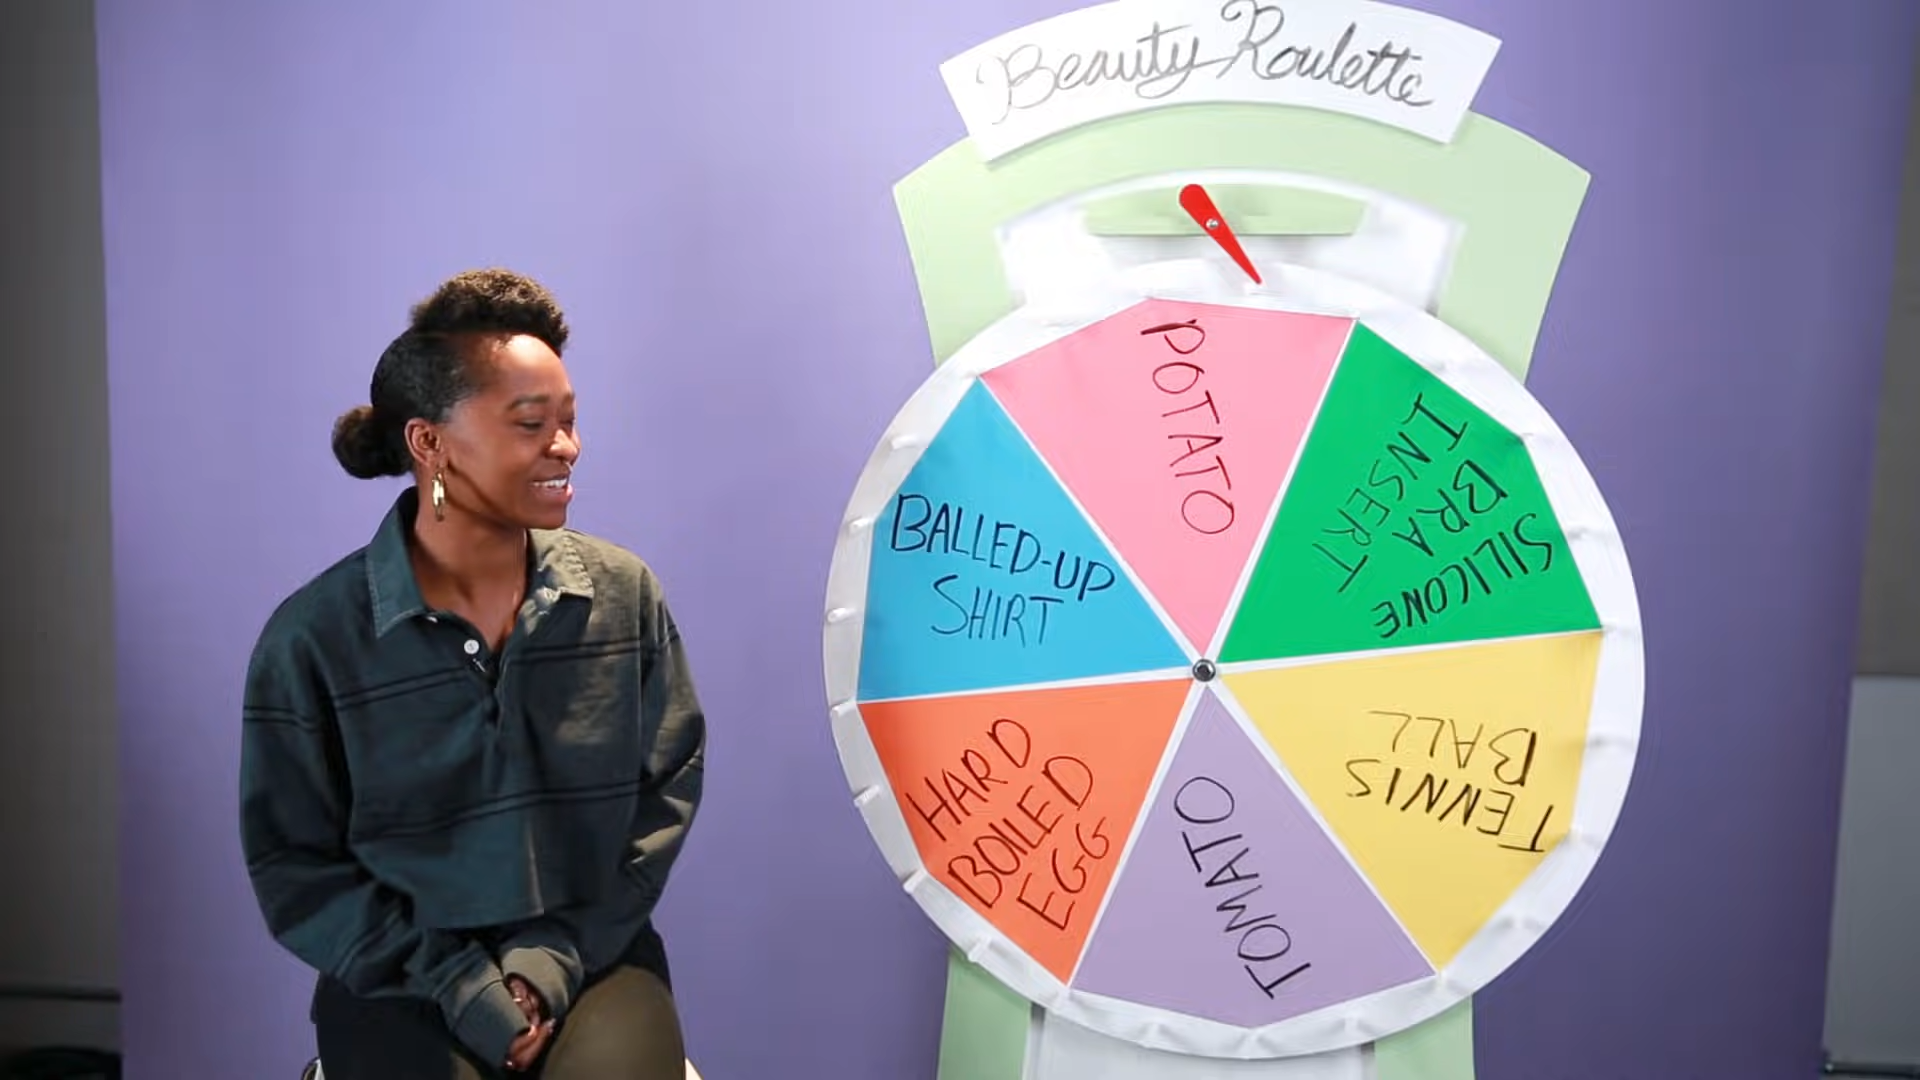 Beauty Roulette
POTATO
SILICONE
BRA
INSERT
TENNIS
BALL
TOMATO
HARD
BOILED
EGG
BALLED-UP
SHIRT